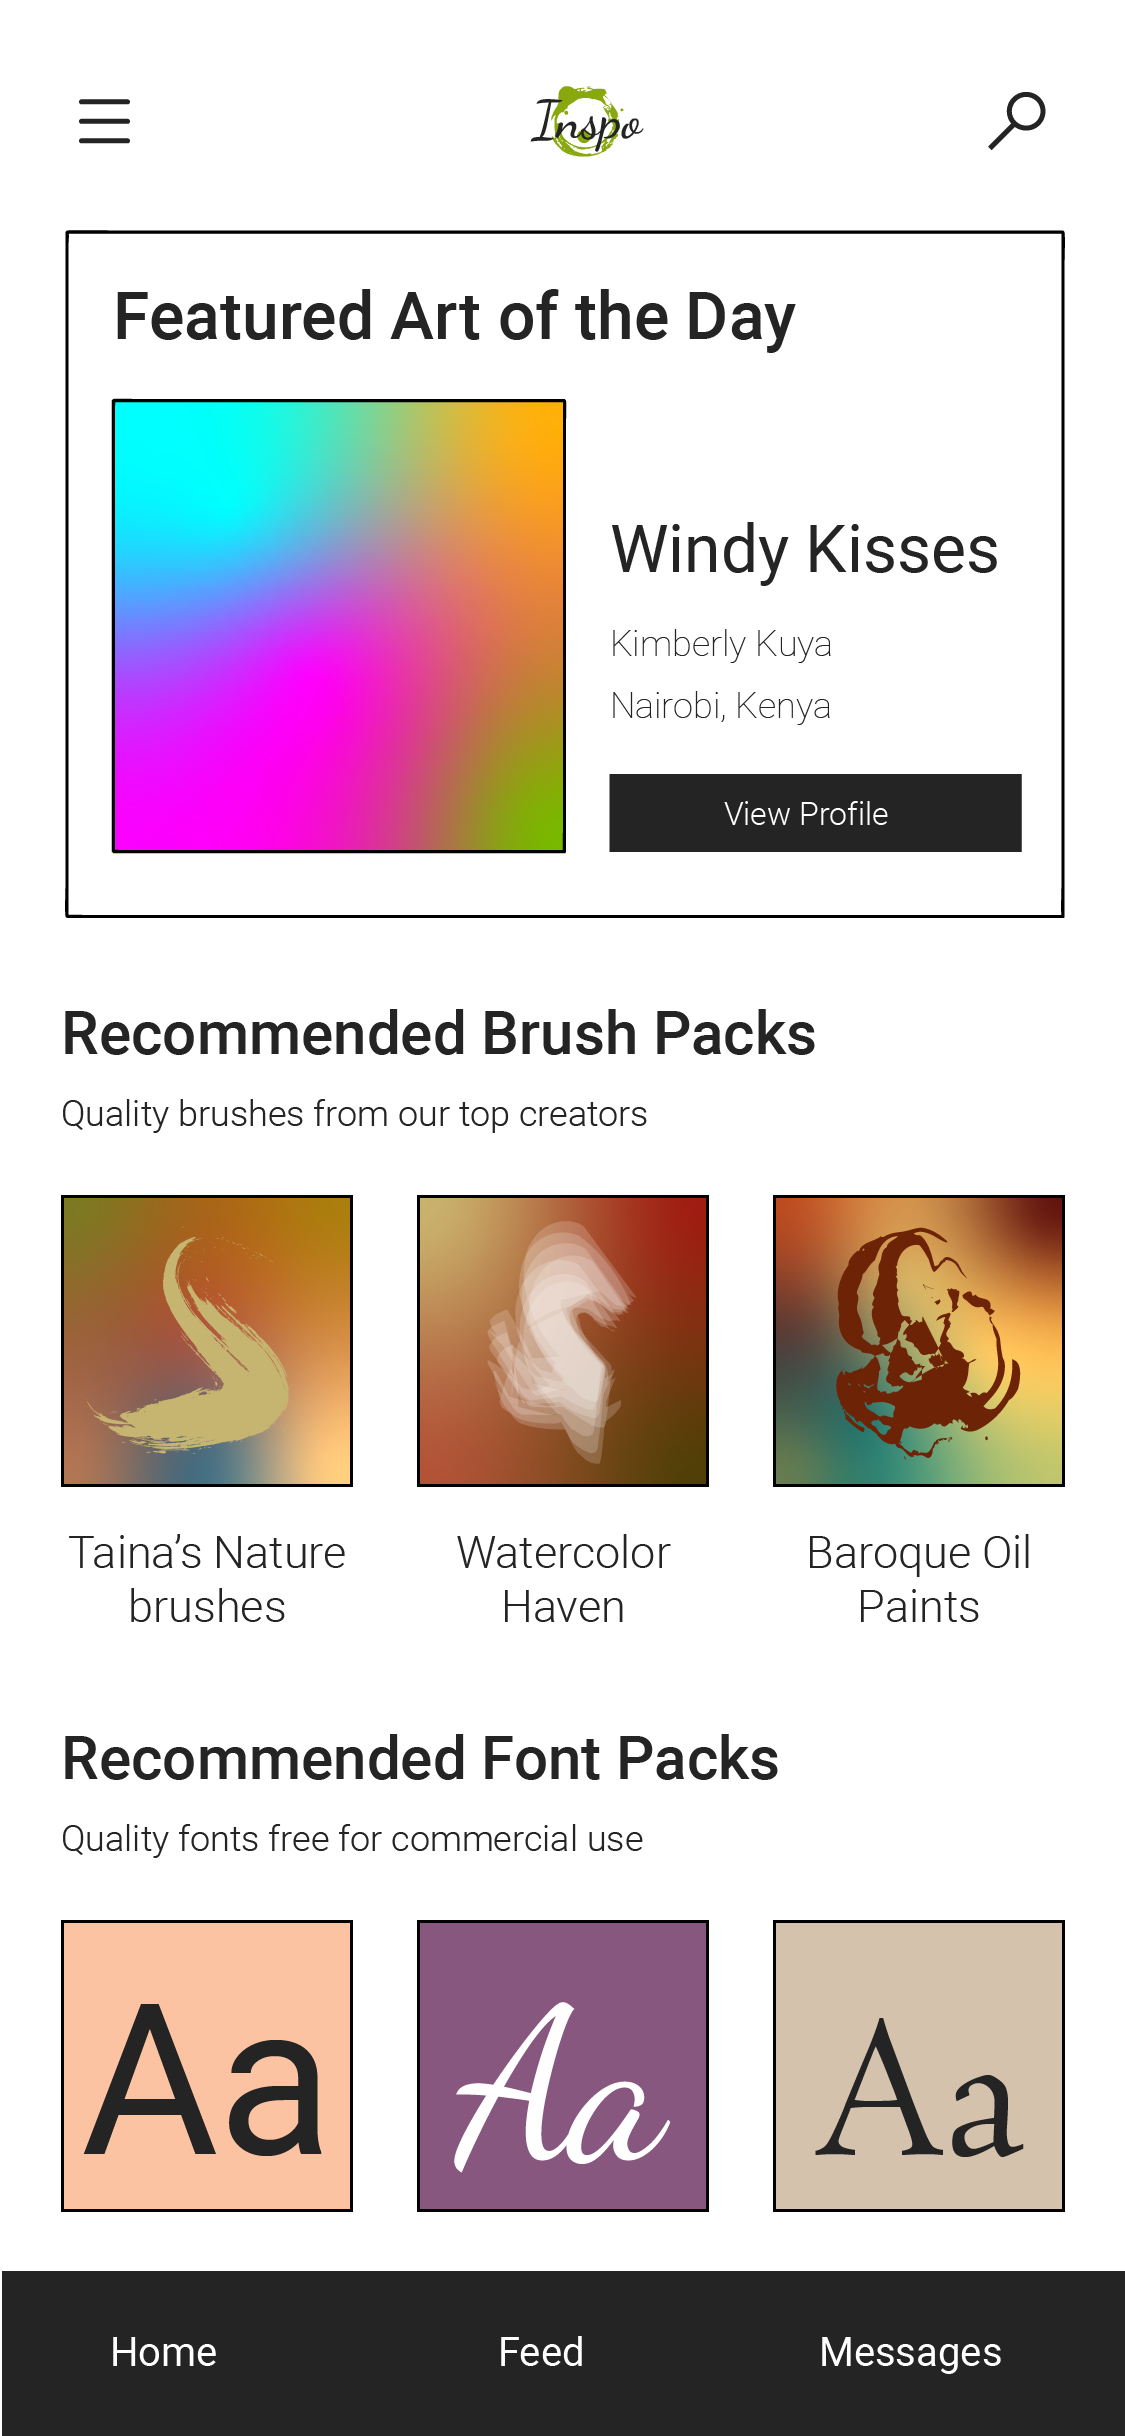 Inspo
Featured Art of the Day
Windy Kisses
Kimberly Kuya
Nairobi, Kenya
View Profile
Recommended Brush Packs
Quality brushes from our top creators
Taina’s Nature
brushes
Watercolor
Haven
Baroque Oil
Paints
Recommended Font Packs
Quality fonts free for commercial use
Aa
Aa
Aa
Home
Feed
Messages